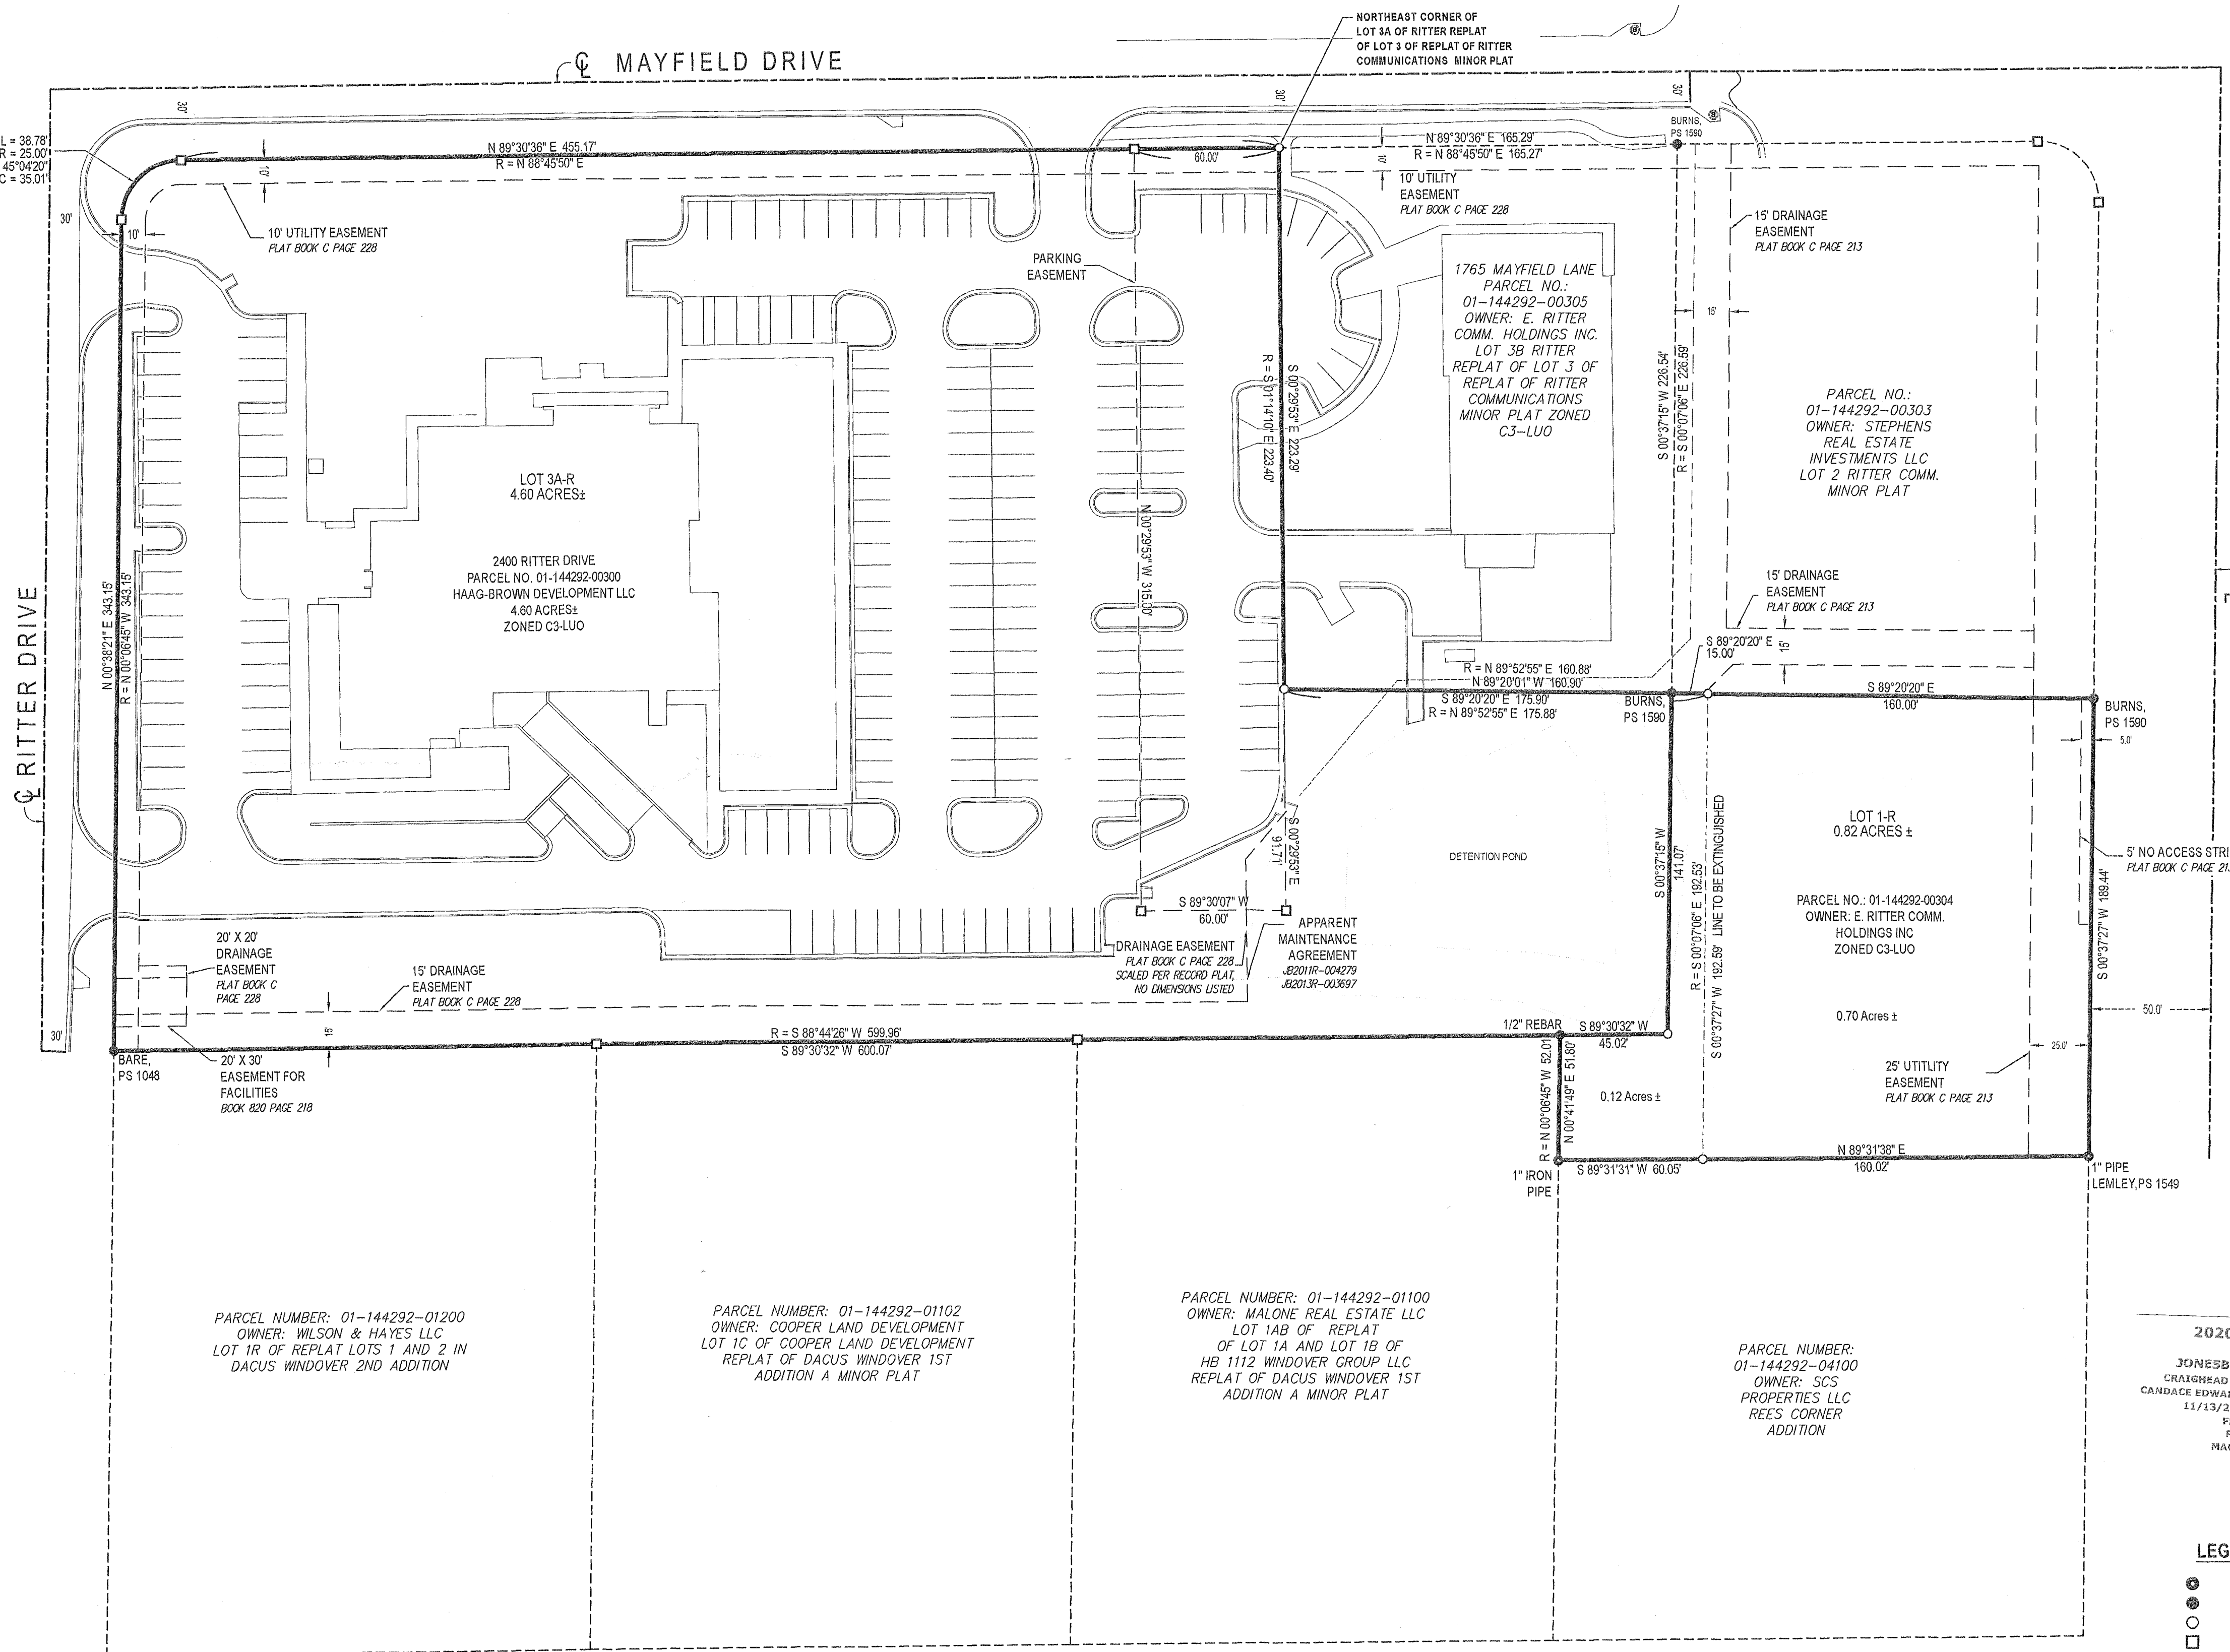 NORTHEAST CORNER OF
LOT 3A OF RITTER REPLAT
OF LOT 3 OF REPLAT OF RITTER
COMMUNICATIONS MINOR PLAT
℄ MAYFIELD DRIVE
30'
30'
30'
L = 38.78'
R = 25.00'
45°04'20"
C = 35.01'
N 89°30'36" E 455.17'
R = N 88°45'50" E
60.00'
BURNS,
PS 1590
N 89°30'36" E 165.29'
R = N 88°45'50" E 165.27'
10'
10'
30'
10'
10' UTILITY EASEMENT
PLAT BOOK C PAGE 228
10' UTILITY
EASEMENT
PLAT BOOK C PAGE 228
15' DRAINAGE
EASEMENT
PLAT BOOK C PAGE 213
PARKING
EASEMENT
1765 MAYFIELD LANE
PARCEL NO.:
01-144292-00305
OWNER: E. RITTER
COMM. HOLDINGS INC.
LOT 3B RITTER
REPLAT OF LOT 3 OF
REPLAT OF RITTER
COMMUNICATIONS
MINOR PLAT ZONED
C3-LUO
15'
R = S 01°14'10" E 223.40'
S 00°29'53" E 223.29'
S 00°37'15" W 226.54'
R = S 00°07'06" E 226.59'
PARCEL NO.:
01-144292-00303
OWNER: STEPHENS
REAL ESTATE
INVESTMENTS LLC
LOT 2 RITTER COMM.
MINOR PLAT
LOT 3A-R
4.60 ACRES±
2400 RITTER DRIVE
PARCEL NO. 01-144292-00300
HAAG-BROWN DEVELOPMENT LLC
4.60 ACRES±
ZONED C3-LUO
N 00°29'53" W 315.00'
℄ RITTER DRIVE
N 00°38'21" E 343.15'
R = N 00°06'45" W 343.15'
15' DRAINAGE
EASEMENT
PLAT BOOK C PAGE 213
S 89°20'20" E
15.00'
15'
R = N 89°52'55" E 160.88'
N 89°20'01" W 160.90'
S 89°20'20" E 175.90'
R = N 89°52'55" E 175.88'
BURNS,
PS 1590
S 89°20'20" E
160.00'
BURNS,
PS 1590
5.0'
S 00°29'53" E
91.71'
DETENTION POND
S 00°37'15" W
141.07'
R = S 00°07'06" E 192.53'
S 00°37'27" W 192.59' LINE TO BE EXTINGUISHED
LOT 1-R
0.82 ACRES ±
5' NO ACCESS STRI
PLAT BOOK C PAGE 213
S 00°37'27" W 189.44'
PARCEL NO.: 01-144292-00304
OWNER: E. RITTER COMM.
HOLDINGS INC
ZONED C3-LUO
S 89°30'07" W
60.00'
APPARENT
MAINTENANCE
AGREEMENT
JB2011R-004279
JB2013R-003697
DRAINAGE EASEMENT
PLAT BOOK C PAGE 228
SCALED PER RECORD PLAT,
NO DIMENSIONS LISTED
20' X 20'
DRAINAGE
EASEMENT
PLAT BOOK C
PAGE 228
15' DRAINAGE
EASEMENT
PLAT BOOK C PAGE 228
30'
15'
BARE,
PS 1048
20' X 30'
EASEMENT FOR
FACILITIES
BOOK 820 PAGE 218
R = S 88°44'26" W 599.96'
S 89°30'32" W 600.07'
1/2" REBAR
S 89°30'32" W
45.02'
0.70 Acres ±
50.0'
25.0'
25' UTITLITY
EASEMENT
PLAT BOOK C PAGE 213
R = N 00°06'45" W 52.01'
N 00°41'49" E 51.80'
0.12 Acres ±
1" IRON
PIPE
S 89°31'31" W 60.05'
N 89°31'38" E
160.02'
1" PIPE
LEMLEY,PS 1549
PARCEL NUMBER: 01-144292-01200
OWNER: WILSON & HAYES LLC
LOT 1R OF REPLAT LOTS 1 AND 2 IN
DACUS WINDOVER 2ND ADDITION
PARCEL NUMBER: 01-144292-01102
OWNER: COOPER LAND DEVELOPMENT
LOT 1C OF COOPER LAND DEVELOPMENT
REPLAT OF DACUS WINDOVER 1ST
ADDITION A MINOR PLAT
PARCEL NUMBER: 01-144292-01100
OWNER: MALONE REAL ESTATE LLC
LOT 1AB OF REPLAT
OF LOT 1A AND LOT 1B OF
HB 1112 WINDOVER GROUP LLC
REPLAT OF DACUS WINDOVER 1ST
ADDITION A MINOR PLAT
PARCEL NUMBER:
01-144292-04100
OWNER: SCS
PROPERTIES LLC
REES CORNER
ADDITION
2020
JONESB
CRAIGHEAD
CANDACE EDWA
11/13/2
MA
LEG